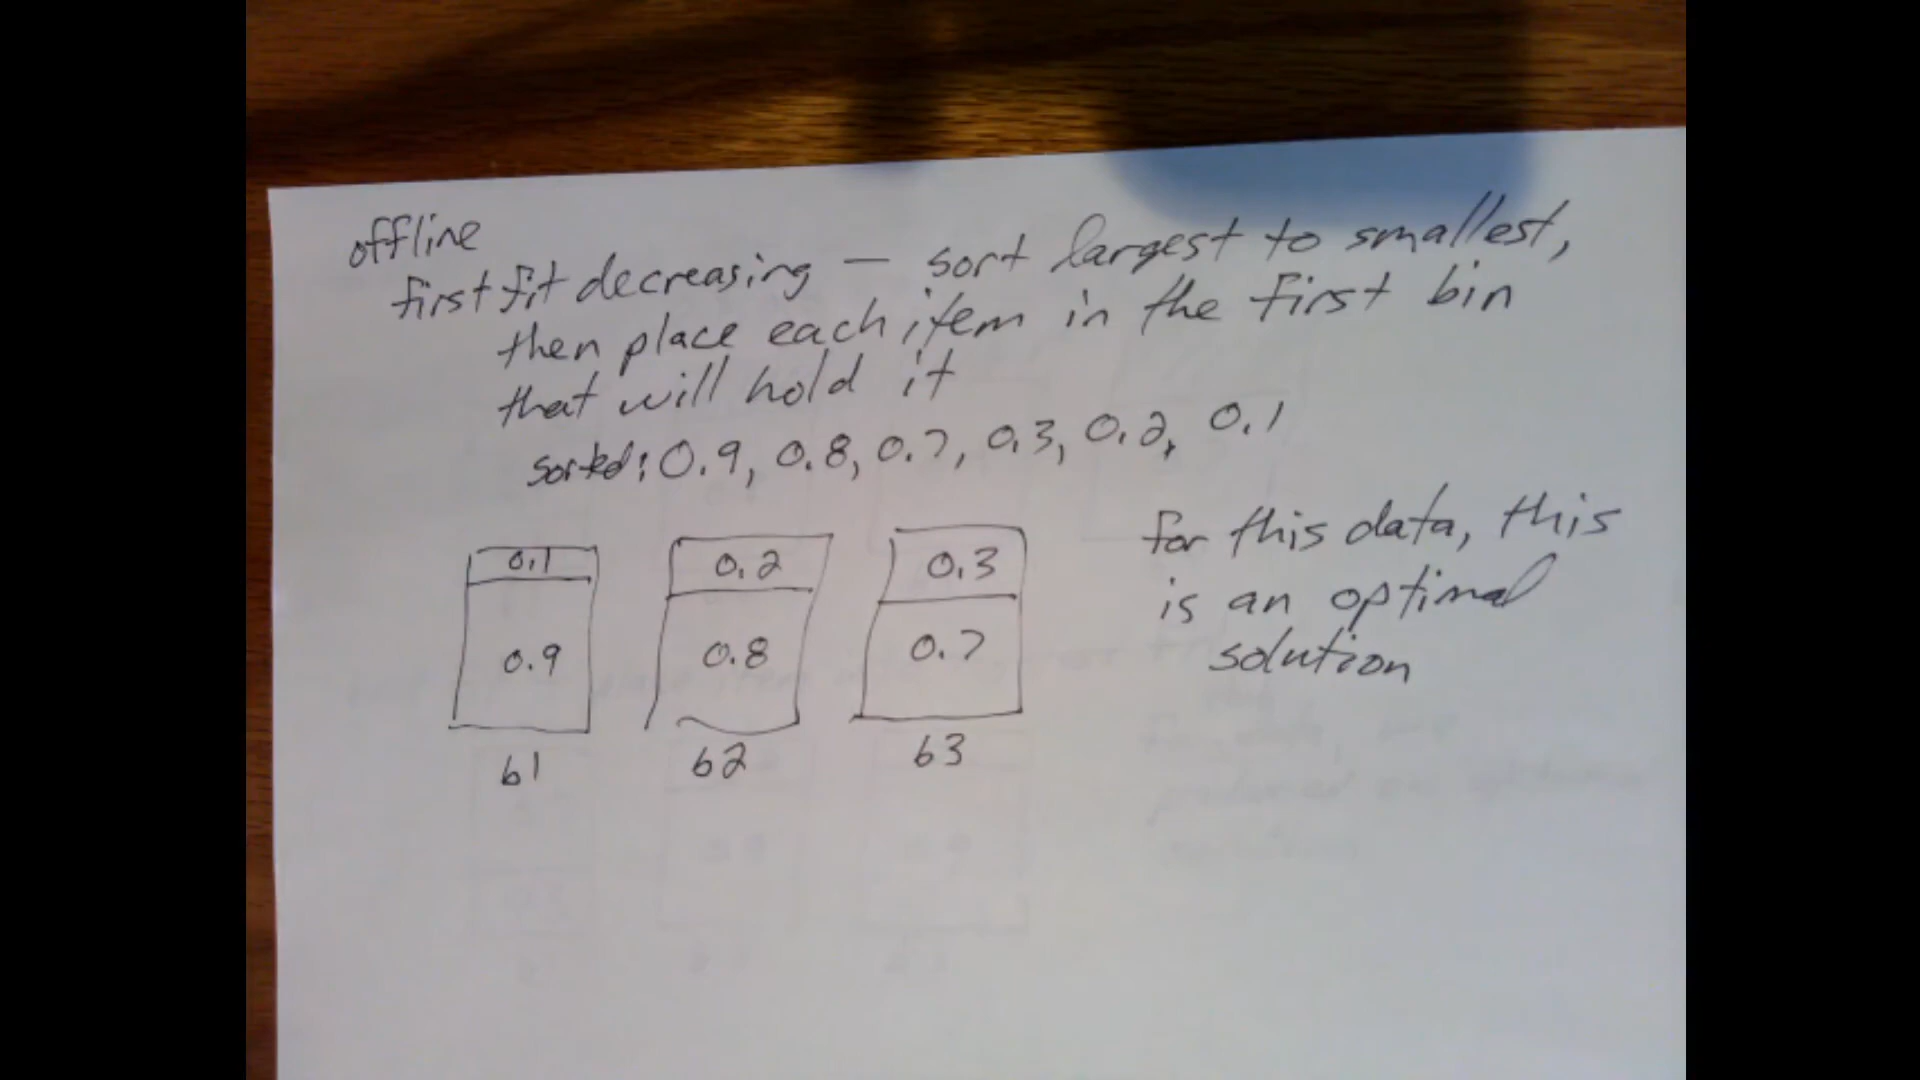 offline
first fit decreasing — sort largest to smallest,
then place each item in the first bin
that will hold it
sorted: 0.9, 0.8, 0.7, 0.3, 0.2, 0.1
0.1 0.2 0.3
0.9 0.8 0.7
b1 b2 b3
for this data, this
is an optimal
solution